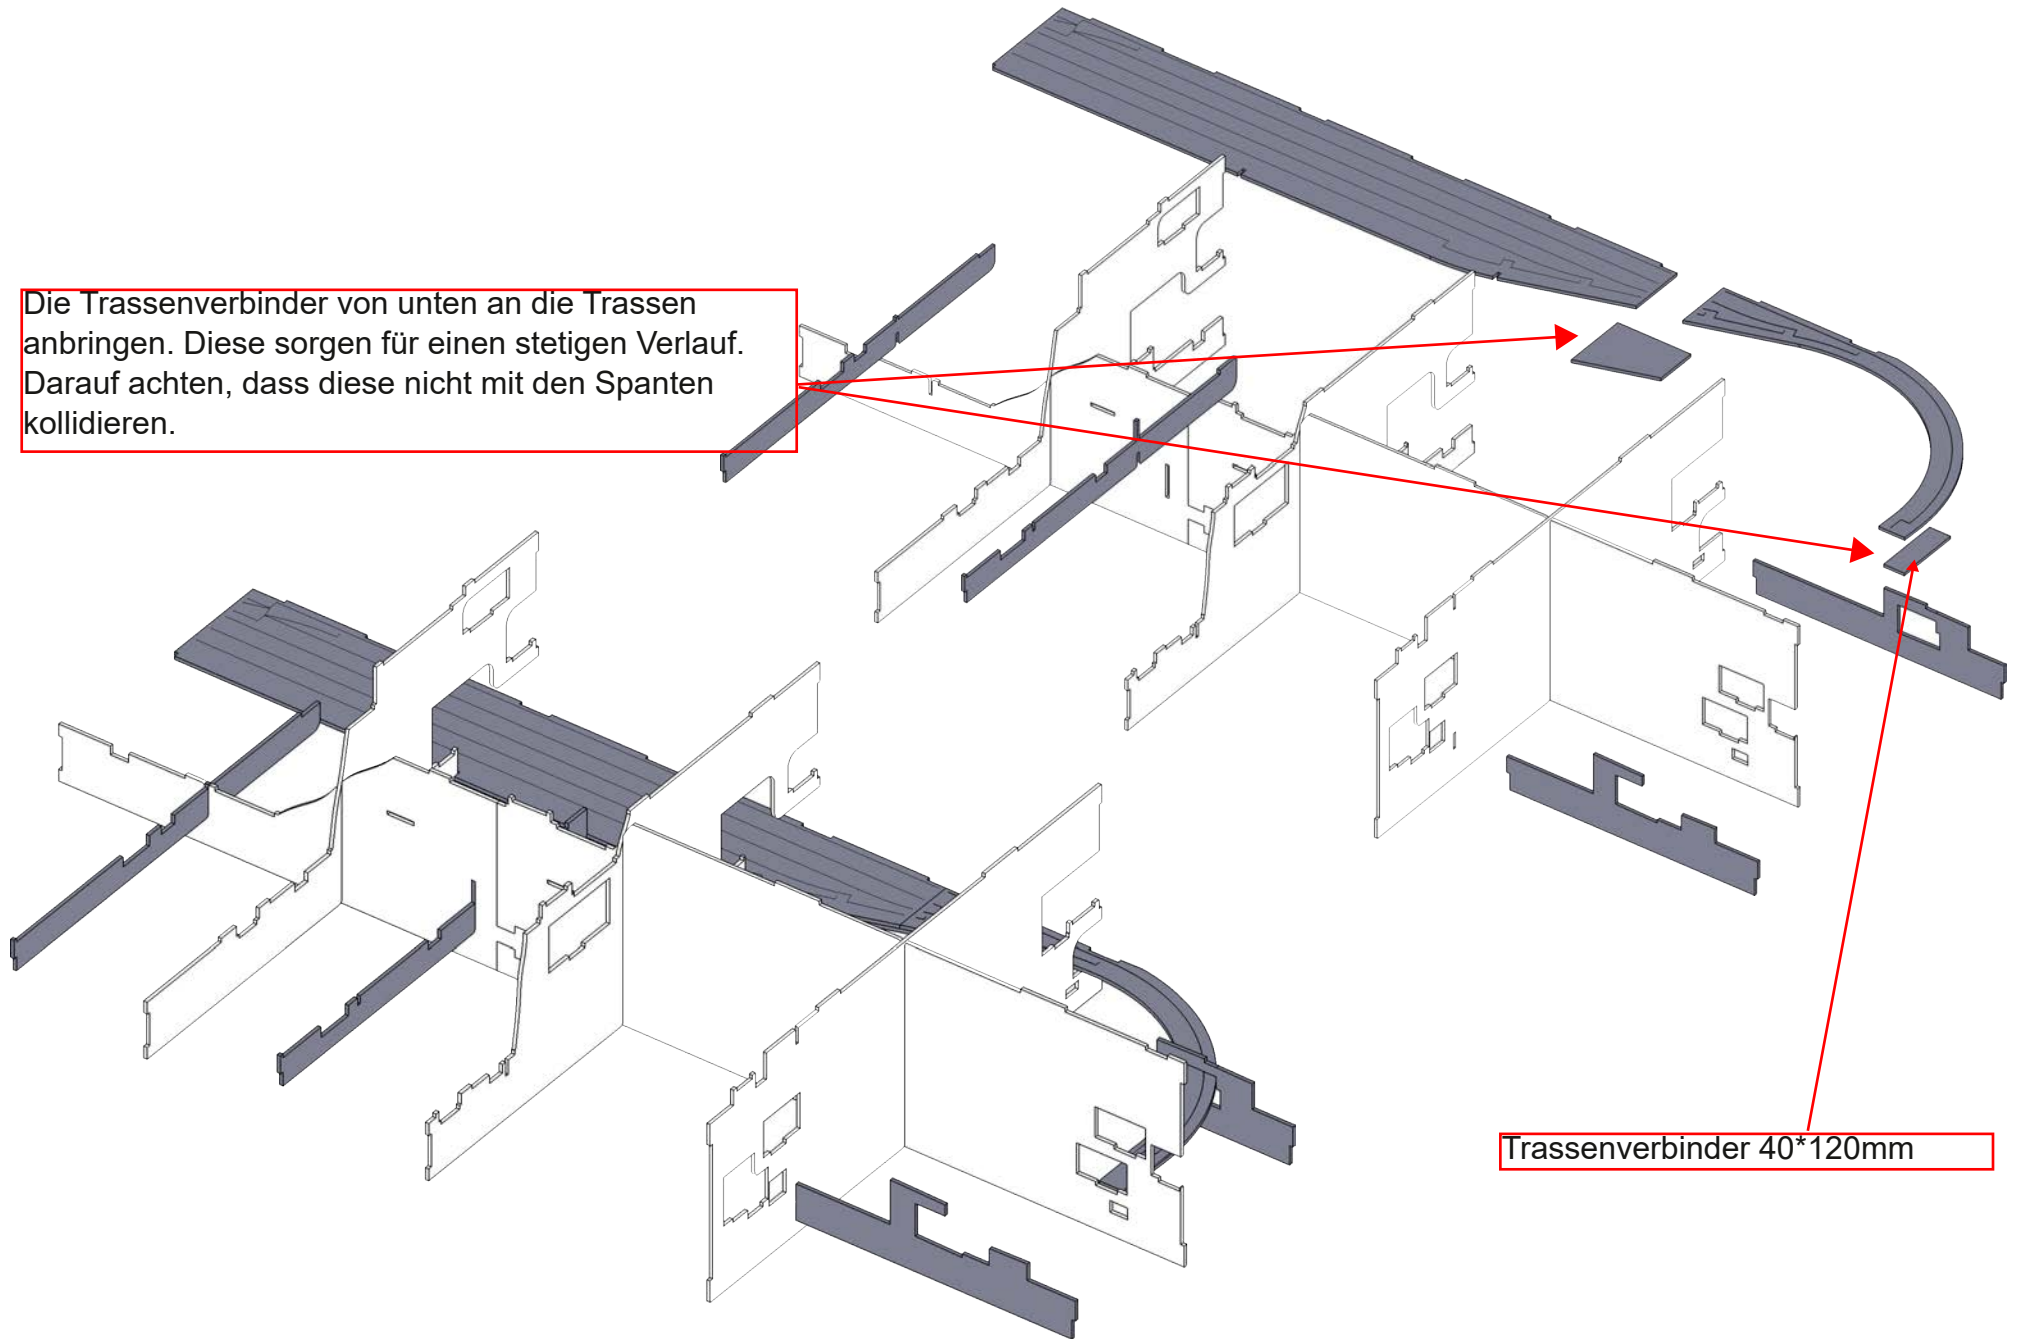 Die Trassenverbinder von unten an die Trassen
anbringen. Diese sorgen für einen stetigen Verlauf.
Darauf achten, dass diese nicht mit den Spanten
kollidieren.
Trassenverbinder 40*120mm